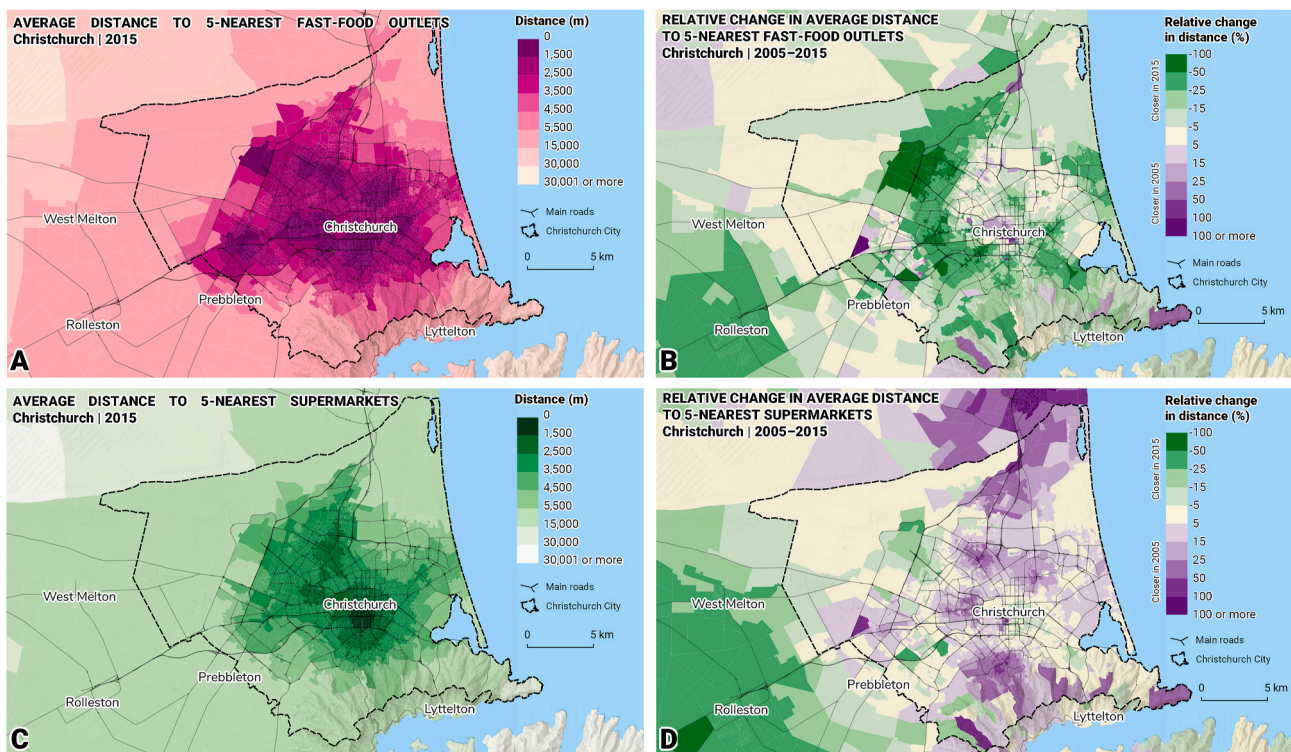 AVERAGE DISTANCE TO 5-NEAREST FAST-FOOD OUTLETS
Christchurch | 2015
Distance (m)
0
1,500
2,500
3,500
4,500
5,500
15,000
30,000
30,001 or more
Main roads
Christchurch City
0 5 km
West Melton
Christchurch
Prebbleton
Rolleston
Lyttelton
A
RELATIVE CHANGE IN AVERAGE DISTANCE
TO 5-NEAREST FAST-FOOD OUTLETS
Christchurch | 2005–2015
Relative change
in distance (%)
Closer in 2015
Closer in 2005
-100
-50
-25
-15
-5
5
15
25
50
100
100 or more
Main roads
Christchurch City
0 5 km
West Melton
Christchurch
Prebbleton
Rolleston
Lyttelton
B
AVERAGE DISTANCE TO 5-NEAREST SUPERMARKETS
Christchurch | 2015
Distance (m)
0
1,500
2,500
3,500
4,500
5,500
15,000
30,000
30,001 or more
Main roads
Christchurch City
0 5 km
West Melton
Christchurch
Prebbleton
Rolleston
Lyttelton
C
RELATIVE CHANGE IN AVERAGE DISTANCE
TO 5-NEAREST SUPERMARKETS
Christchurch | 2005–2015
Relative change
in distance (%)
Closer in 2015
Closer in 2005
-100
-50
-25
-15
-5
5
15
25
50
100
100 or more
Main roads
Christchurch City
0 5 km
West Melton
Christchurch
Prebbleton
Rolleston
Lyttelton
D